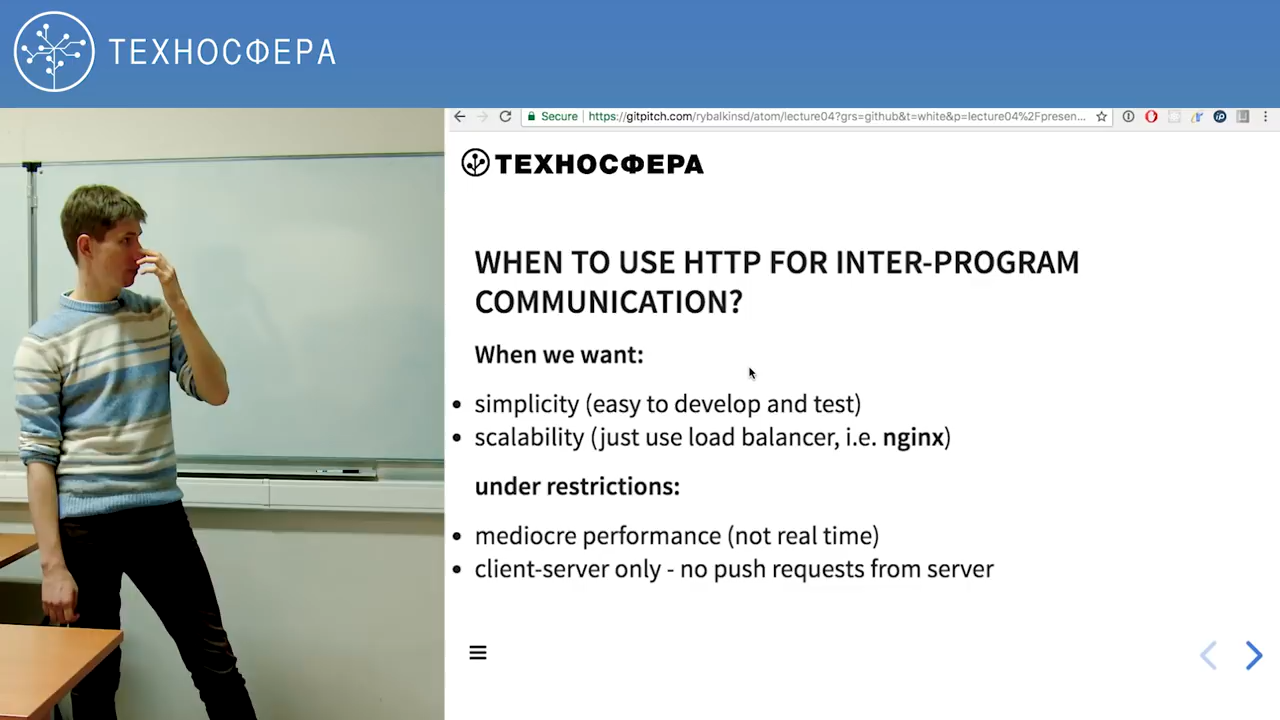 ТЕХНОСФЕРА
Secure
https://gitpitch.com/rybalkinsd/atom/lecture04?grs=github&t=white&p=lecture04%2Fpresen...
ТЕХНОСФЕРА
WHEN TO USE HTTP FOR INTER-PROGRAM
COMMUNICATION?
When we want:
• simplicity (easy to develop and test)
• scalability (just use load balancer, i.e. nginx)
under restrictions:
• mediocre performance (not real time)
• client-server only - no push requests from server